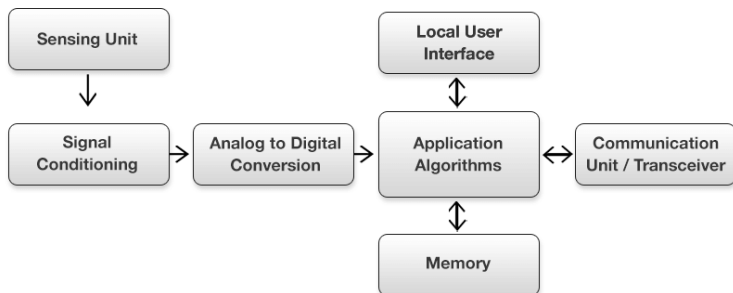 Sensing Unit
Local User
Interface
Signal
Conditioning
Analog to Digital
Conversion
Application
Algorithms
Communication
Unit / Transceiver
Memory